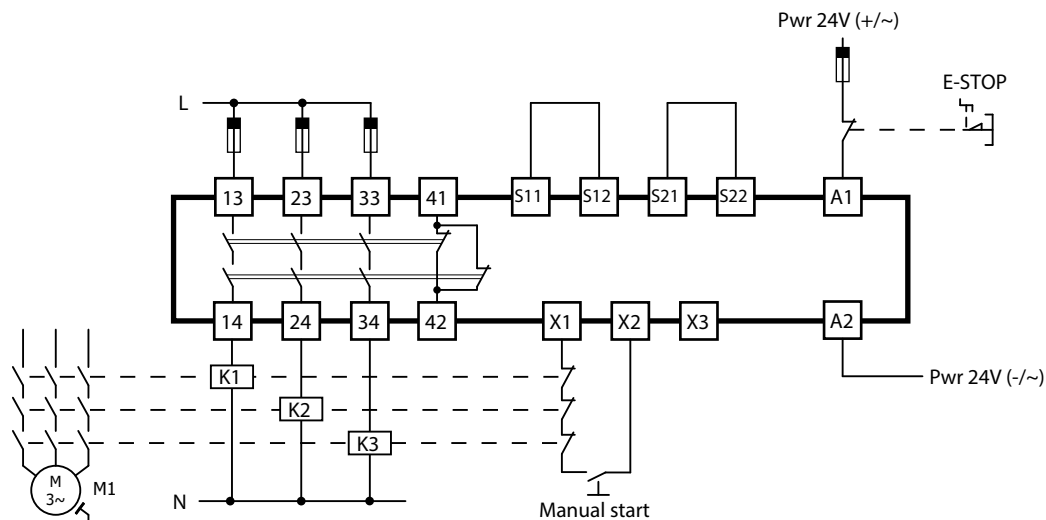 Pwr 24V (+/~)
E-STOP
L
13 23 33 41 S11 S12 S21 S22 A1
14 24 34 42 X1 X2 X3 A2
K1
Pwr 24V (-/~)
K2
K3
M
3~
M1
N
Manual start